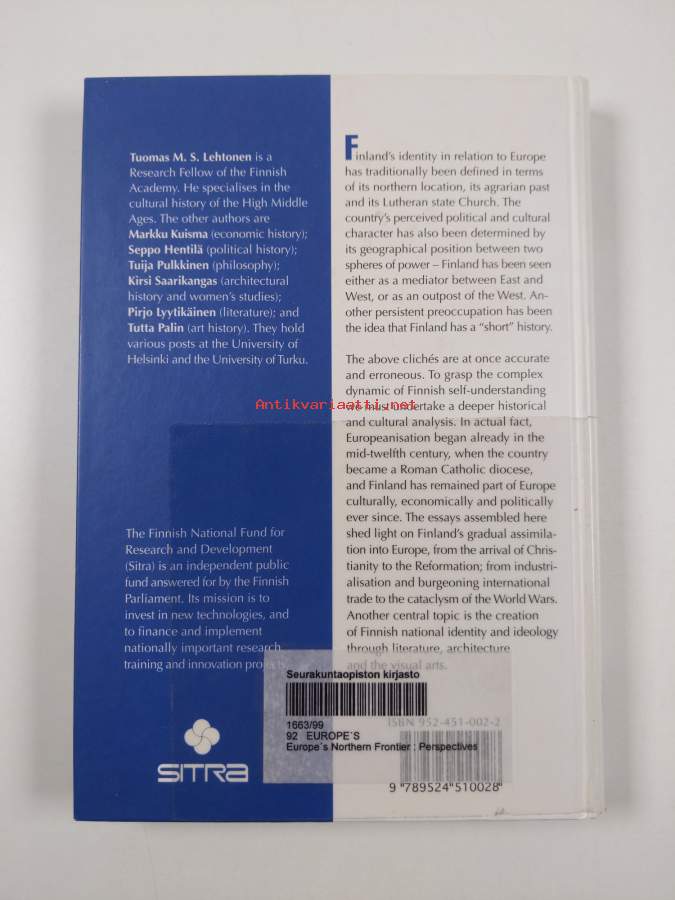 Tuomas M. S. Lehtonen is a
Research Fellow of the Finnish
Academy. He specialises in the
cultural history of the High Middle
Ages. The other authors are
Markku Kuisma (economic history);
Seppo Hentilä (political history);
Tuija Pulkkinen (philosophy);
Kirsi Saarikangas (architectural
history and women's studies);
Pirjo Lyytikäinen (literature); and
Tutta Palin (art history). They hold
various posts at the University of
Helsinki and the University of Turku.
The Finnish National Fund for
Research and Development
(Sitra) is an independent public
fund answered for by the Finnish
Parliament. Its mission is to
invest in new technologies, and
to finance and implement
nationally important research,
training and innovation projects.
SITRA
Finland's identity in relation to Europe
has traditionally been defined in terms
of its northern location, its agrarian past
and its Lutheran state Church. The
country's perceived political and cultural
character has also been determined by
its geographical position between two
spheres of power – Finland has been seen
either as a mediator between East and
West, or as an outpost of the West. An-
other persistent preoccupation has been
the idea that Finland has a “short” history.
The above clichés are at once accurate
and erroneous. To grasp the complex
dynamic of Finnish self-understanding
we must undertake a deeper historical
and cultural analysis. In actual fact,
Europeanisation began already in the
mid-twelfth century, when the country
became a Roman Catholic diocese,
and Finland has remained part of Europe
culturally, economically and politically
ever since. The essays assembled here
shed light on Finland's gradual assimila-
tion into Europe, from the arrival of Chris-
tianity to the Reformation; from industri-
alisation and burgeoning international
trade to the cataclysm of the World Wars.
Another central topic is the creation
of Finnish national identity and ideology
through literature, architecture
and the visual arts.
Antikvariaatti.net
Seurakuntaopiston kirjasto
1663/99
92 EUROPE´S
Europe´s Northern Frontier : Perspectives
ISBN 952-451-002-2
9 789524 510028